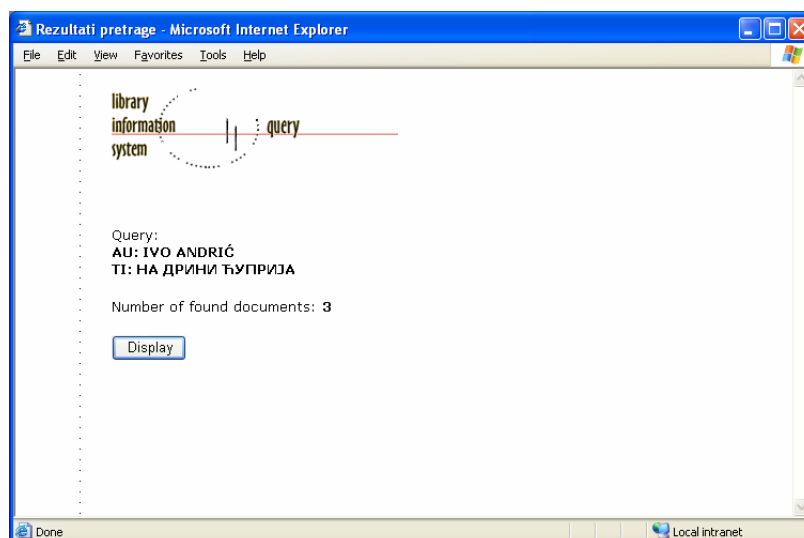 Rezultati pretrage - Microsoft Internet Explorer
File Edit View Favorites Tools Help
library
information query
system
Query:
AU: IVO ANDRIĆ
TI: НА ДРИНИ ЋУПРИЈА
Number of found documents: 3
Display
Done Local intranet